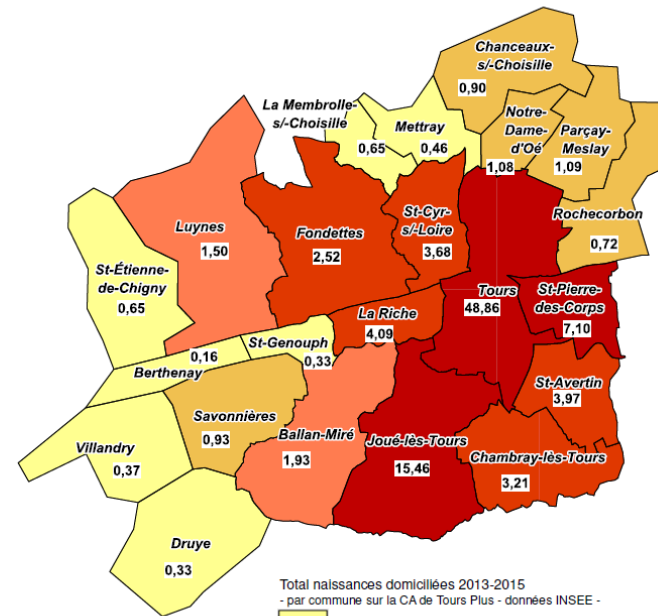 Chanceaux-
s/-Choisille
0,90
La Membrolle-
s/-Choisille
0,65
Mettray
0,46
Notre-
Dame-
d'Oé
1,08
Parçay-
Meslay
1,09
Rochecorbon
0,72
Luynes
1,50
Fondettes
2,52
St-Cyr-
s/-Loire
3,68
St-Étienne-
de-Chigny
0,65
Tours
48,86
St-Pierre-
des-Corps
7,10
La Riche
4,09
St-Genouph
0,33
0,16
Berthenay
St-Avertin
3,97
Savonnières
0,93
Ballan-Miré
1,93
Joué-lès-Tours
15,46
Chambray-lès-Tours
3,21
Villandry
0,37
Druye
0,33
Total naissances domiciliées 2013-2015
- par commune sur la CA de Tours Plus - données INSEE -